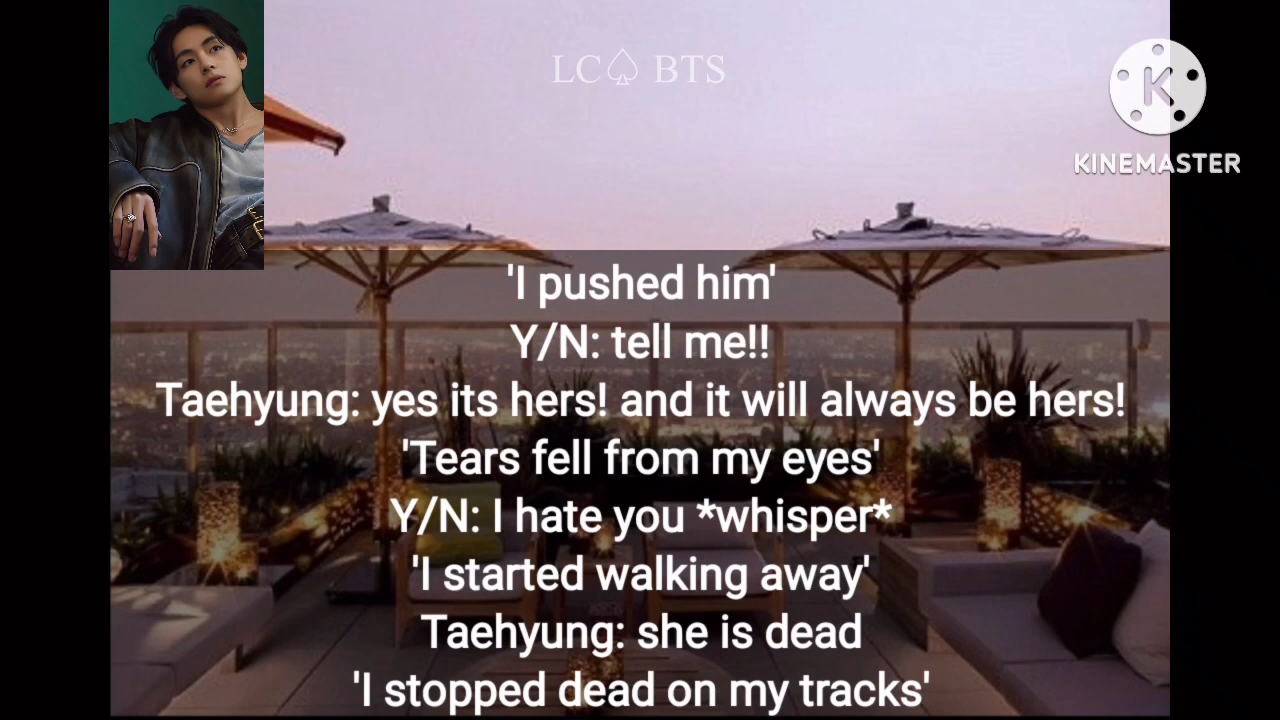 LC BTS
KINEMASTER
'I pushed him'
Y/N: tell me!!
Taehyung: yes its hers! and it will always be hers!
'Tears fell from my eyes'
Y/N: I hate you *whisper*
'I started walking away'
Taehyung: she is dead
'I stopped dead on my tracks'